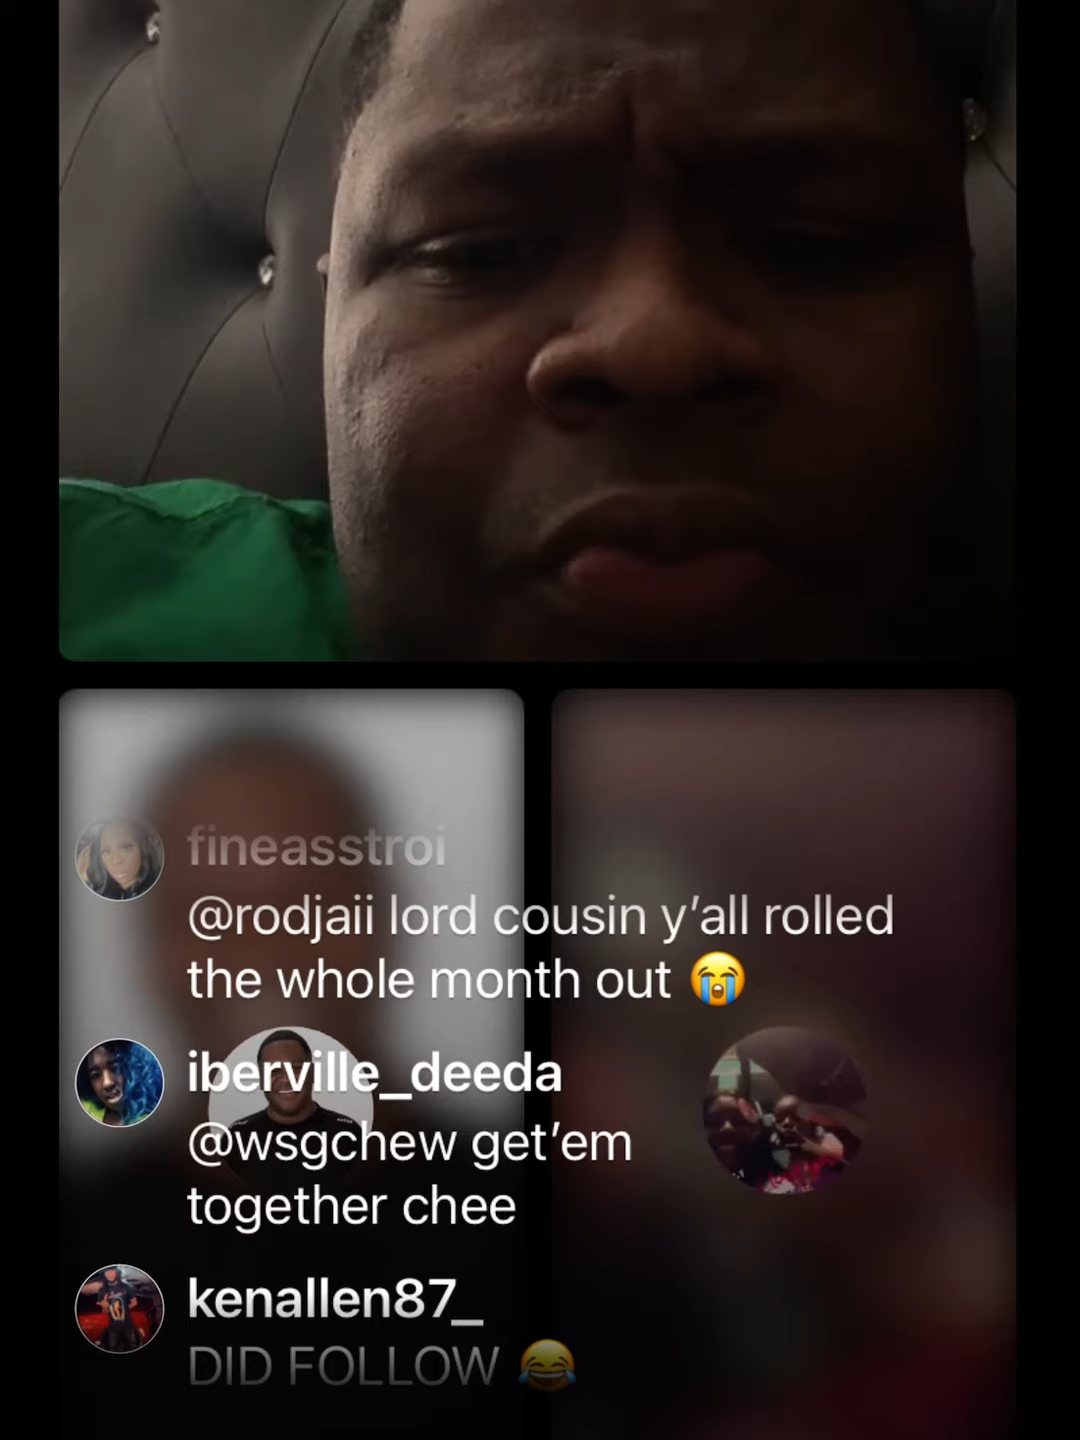 fineasstroi
@rodjaii lord cousin y’all rolled
the whole month out 😭
iberville_deeda
@wsgchew get’em
together chee
kenallen87_
DID FOLLOW 😂